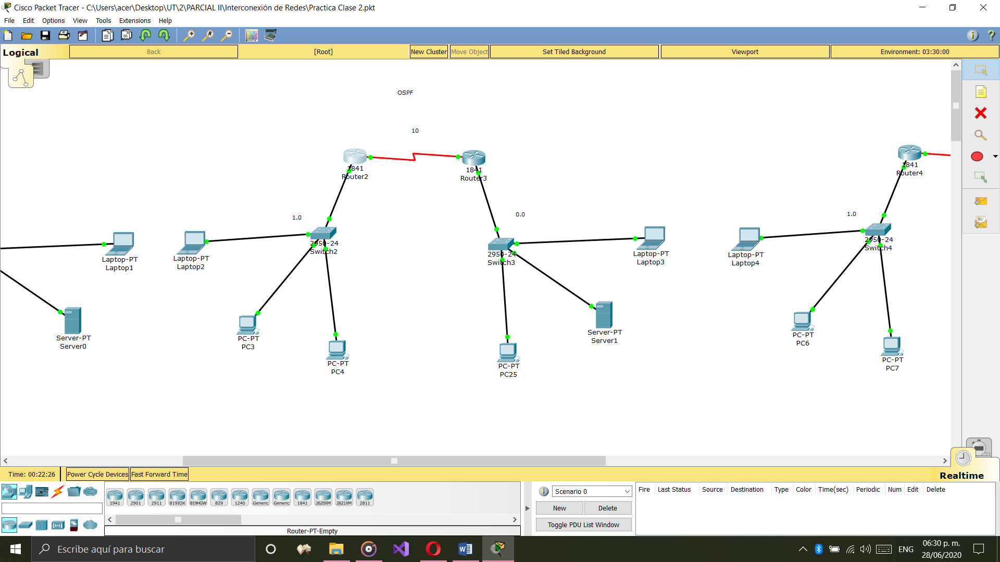 Cisco Packet Tracer - C:\Users\acer\Desktop\UT\2\PARCIAL II\Interconexión de Redes\Practica Clase 2.pkt
File Edit Options View Tools Extensions Help
Logical Back [Root] New Cluster Move Object Set Tiled Background Viewport Environment: 03:30:00
OSPF
10
1841
Router2
1841
Router3
1841
Router4
1.0
0.0
1.0
2950-24
Switch2
2950-24
Switch3
2950-24
Switch4
Laptop-PT
Laptop1
Laptop-PT
Laptop2
Laptop-PT
Laptop3
Laptop-PT
Laptop4
Server-PT
Server0
PC-PT
PC3
PC-PT
PC4
PC-PT
PC25
Server-PT
Server1
PC-PT
PC6
PC-PT
PC7
Time: 00:22:26 Power Cycle Devices Fast Forward Time
Realtime
1941 2901 2911 819IOX 819HGW 829 1240 Generic Generic 1841 2620XM 2621XM 2811
Router-PT-Empty
Scenario 0
New Delete
Toggle PDU List Window
Fire Last Status Source Destination Type Color Time(sec) Periodic Num Edit Delete
Escribe aquí para buscar
ENG
06:30 p. m.
28/06/2020